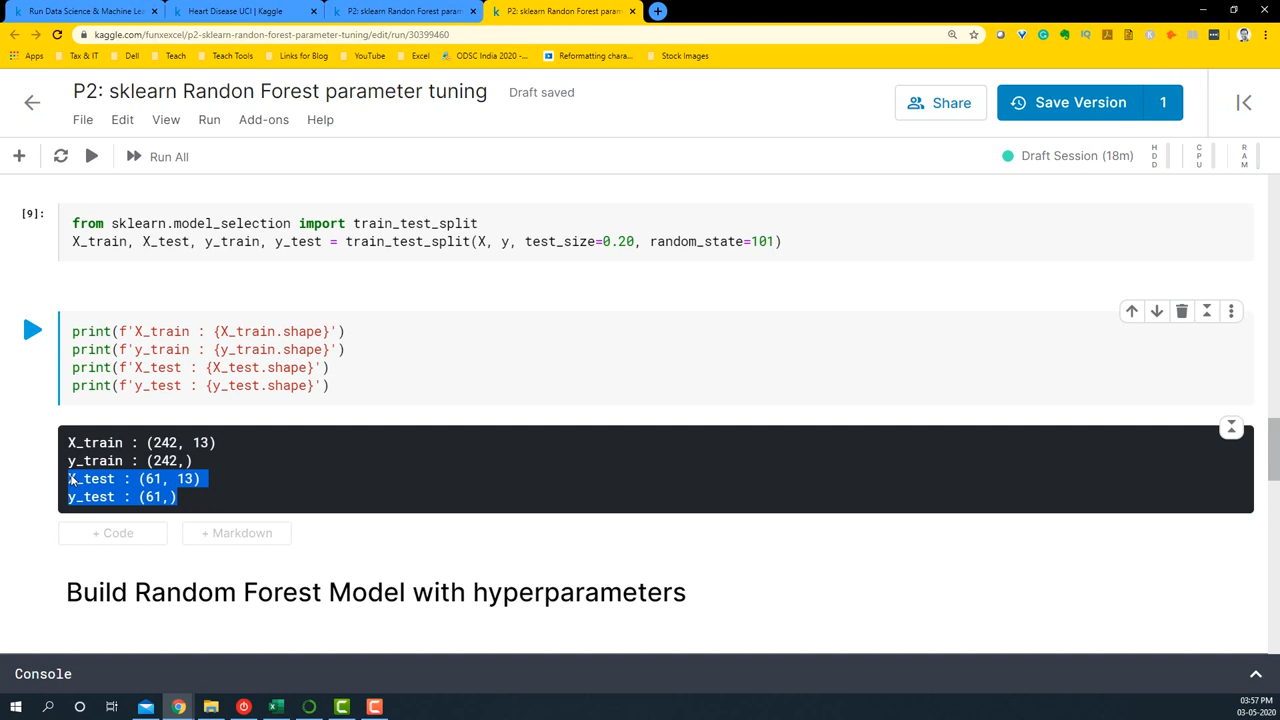 Run Data Science & Machine Le
Heart Disease UCI | Kaggle
P2: sklearn Random Forest param
P2: sklearn Random Forest param
kaggle.com/funxexcel/p2-sklearn-randon-forest-parameter-tuning/edit/run/30399460
Apps
Tax & IT
Dell
Teach
Teach Tools
Links for Blog
YouTube
Excel
ODSC India 2020 -...
Reformatting chara...
Stock Images
P2: sklearn Randon Forest parameter tuning
Draft saved
File
Edit
View
Run
Add-ons
Help
Share
Save Version
1
Run All
Draft Session (18m)
HDD
CPU
RAM
[9]:
from sklearn.model_selection import train_test_split
X_train, X_test, y_train, y_test = train_test_split(X, y, test_size=0.20, random_state=101)
print(f'X_train : {X_train.shape}')
print(f'y_train : {y_train.shape}')
print(f'X_test : {X_test.shape}')
print(f'y_test : {y_test.shape}')
X_train : (242, 13)
y_train : (242,)
X_test : (61, 13)
y_test : (61,)
+ Code
+ Markdown
Build Random Forest Model with hyperparameters
Console
03:57 PM
03-05-2020